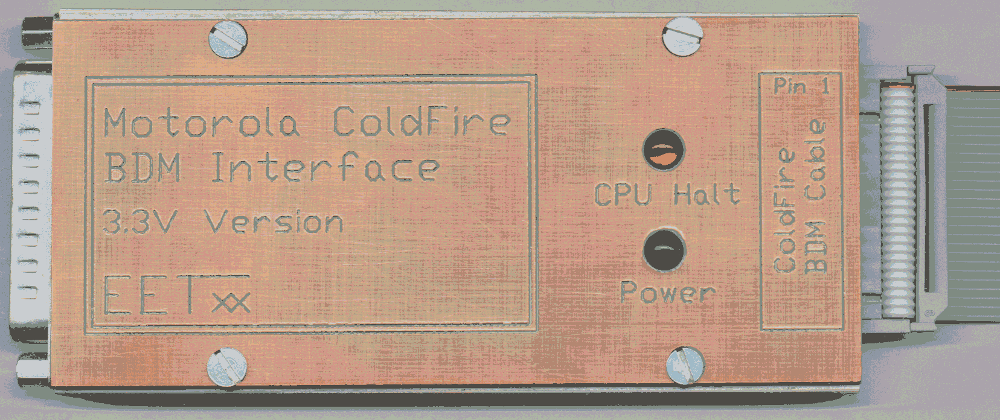 Motorola ColdFire
BDM Interface
3.3V Version
EETxx
CPU Halt
Power
Pin 1
ColdFire
BDM Cable